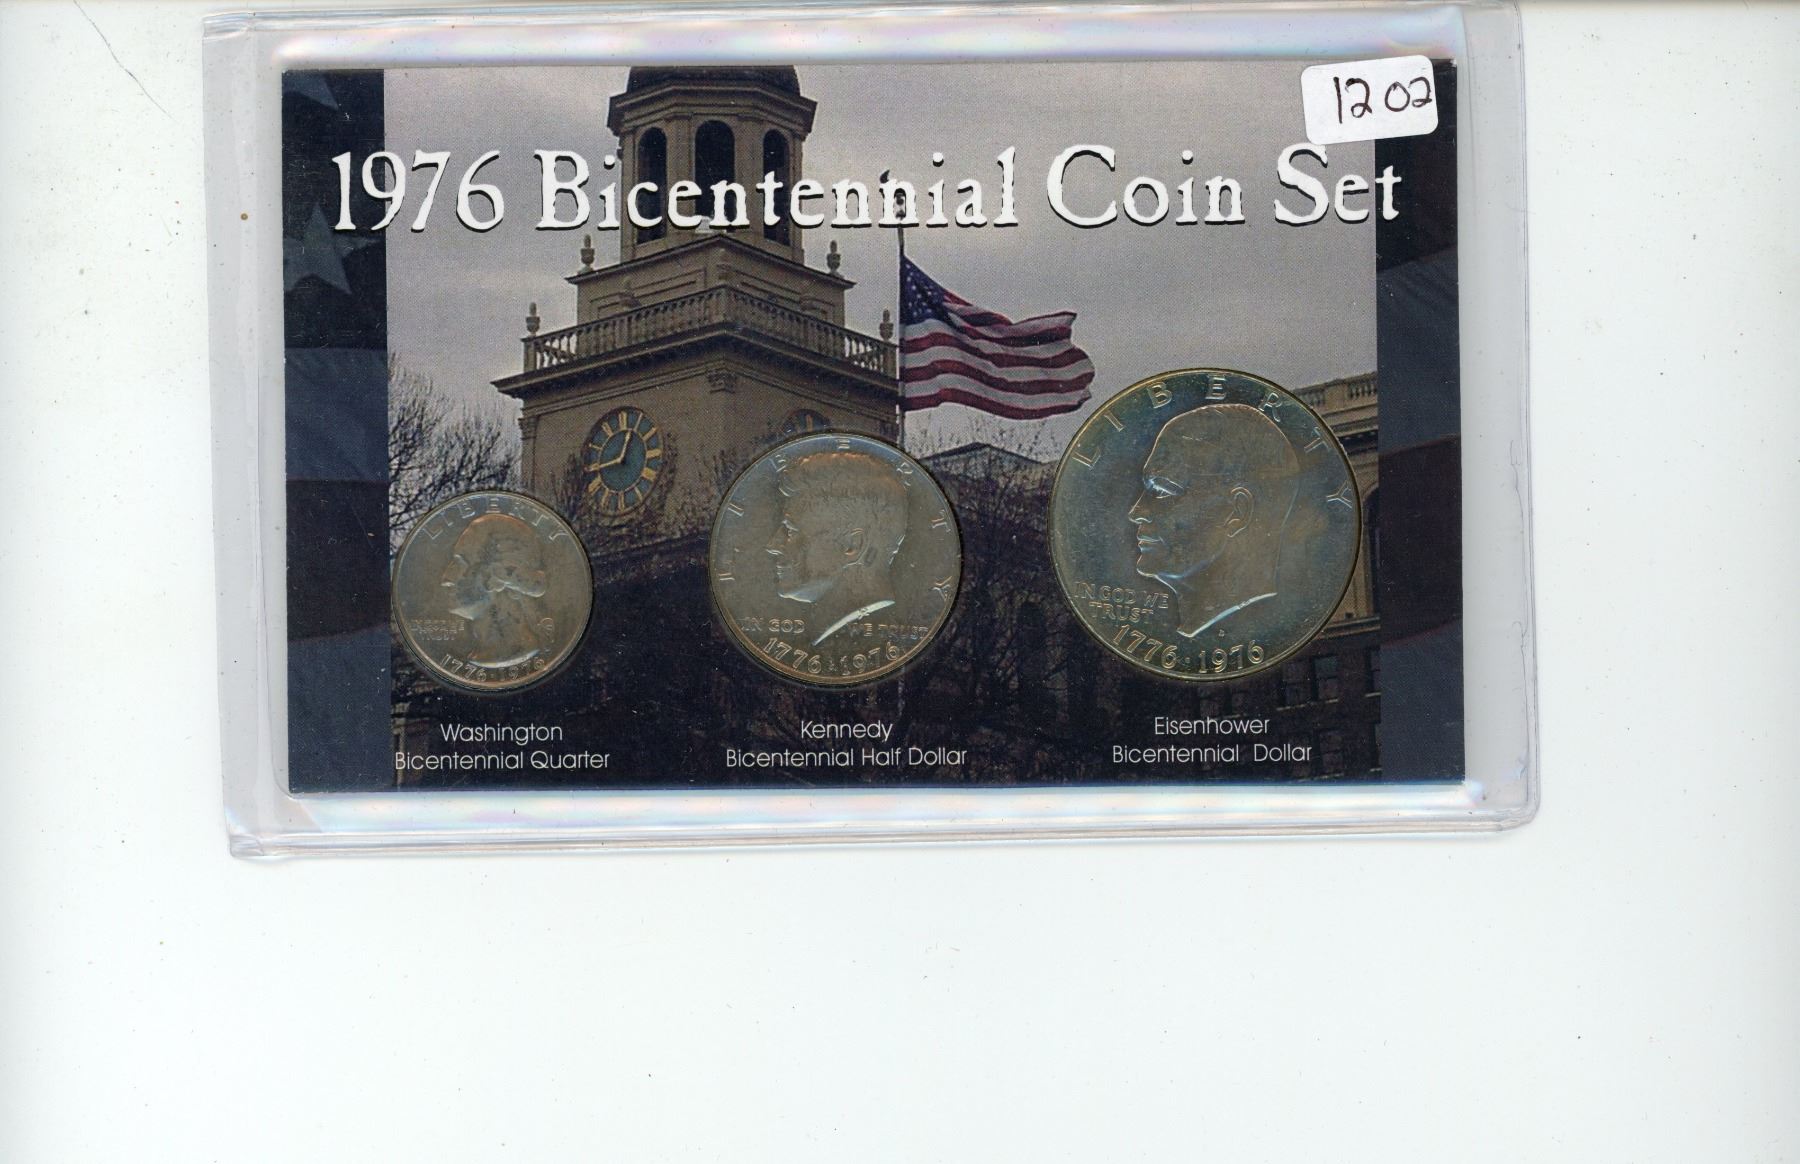 1202
1976 Bicentennial Coin Set
LIBERTY
IN GOD WE
TRUST
1776·1976
LIBERTY
IN GOD WE TRUST
1776·1976
LIBERTY
IN GOD WE
TRUST
1776·1976
Washington
Bicentennial Quarter
Kennedy
Bicentennial Half Dollar
Eisenhower
Bicentennial Dollar